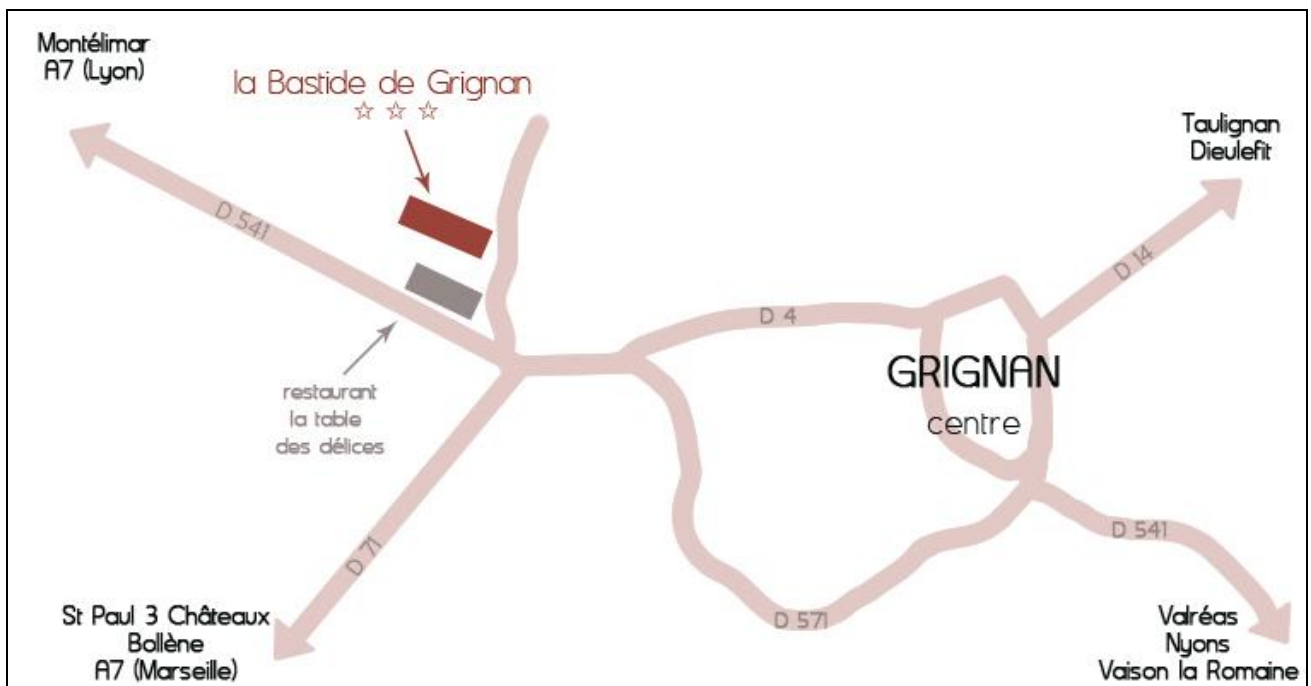 Montélimar
A7 (Lyon)
la Bastide de Grignan
☆ ☆ ☆
Taulignan
Dieulefit
D 541
D 14
D 4
GRIGNAN
centre
restaurant
la table
des délices
D 71
D 541
D 571
St Paul 3 Châteaux
Bollène
A7 (Marseille)
Valréas
Nyons
Vaison la Romaine